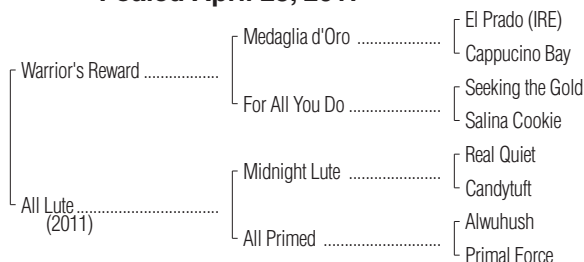 El Prado (IRE)
Medaglia d'Oro ....................
Cappucino Bay
Warrior's Reward ..................
Seeking the Gold
For All You Do .....................
Salina Cookie
Real Quiet
Midnight Lute ......................
Candytuft
All Lute ..................................
(2011)
Alwuhush
All Primed ..........................
Primal Force